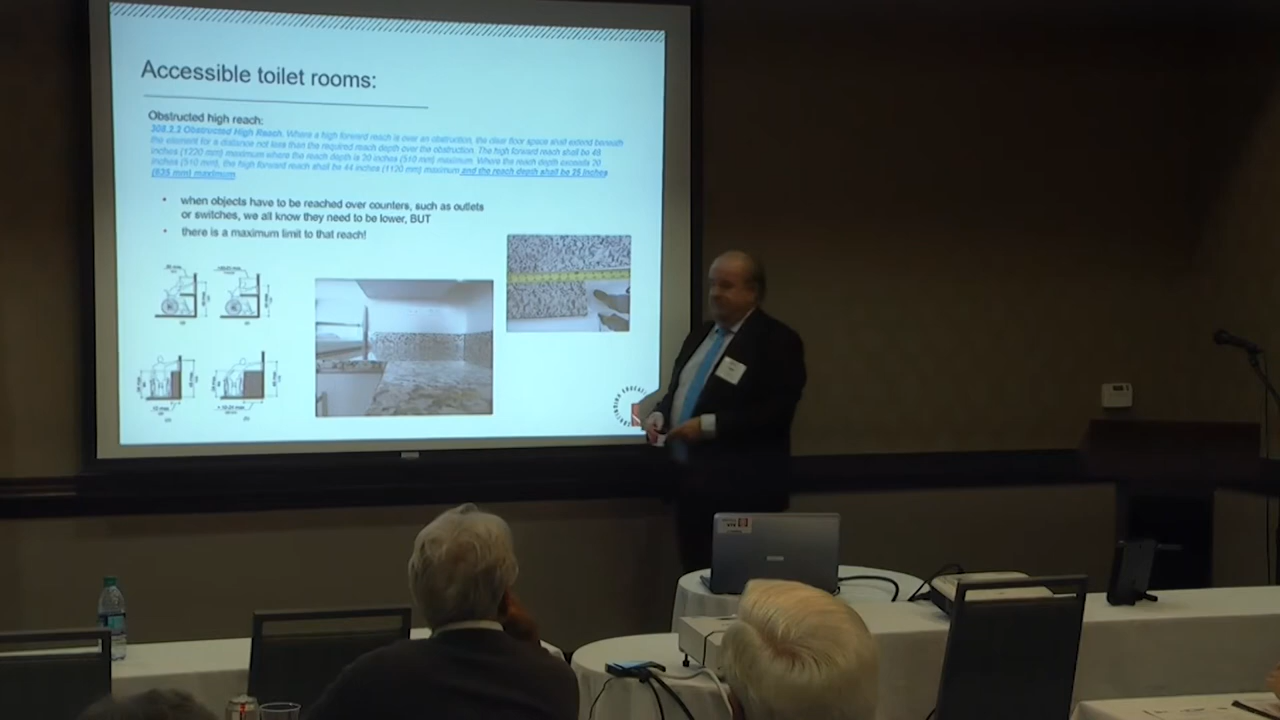 Accessible toilet rooms:
Obstructed high reach:
308.2.2 Obstructed High Reach. Where a high forward reach is over an obstruction, the clear floor space shall extend beneath
the element for a distance not less than the required reach depth over the obstruction. The high forward reach shall be 48
inches (1220 mm) maximum where the reach depth is 20 inches (510 mm) maximum. Where the reach depth exceeds 20
inches (510 mm), the high forward reach shall be 44 inches (1120 mm) maximum and the reach depth shall be 25 inches
(635 mm) maximum.
• when objects have to be reached over counters, such as outlets
or switches, we all know they need to be lower, BUT
• there is a maximum limit to that reach!